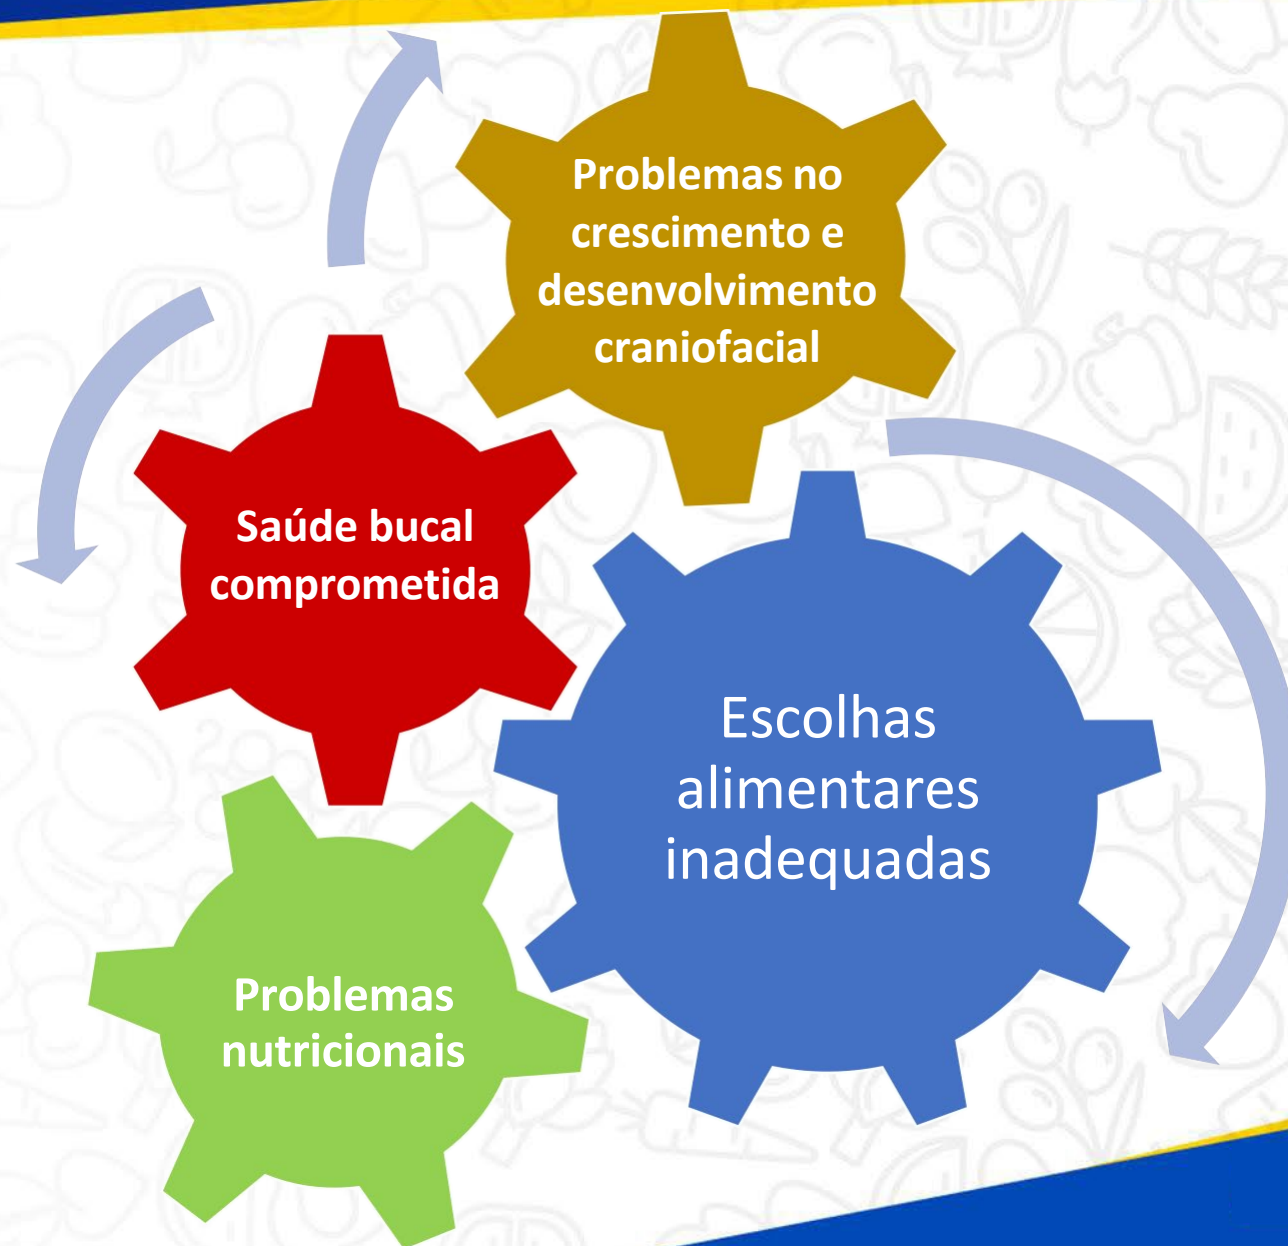 Problemas no
crescimento e
desenvolvimento
craniofacial
Saúde bucal
comprometida
Escolhas
alimentares
inadequadas
Problemas
nutricionais